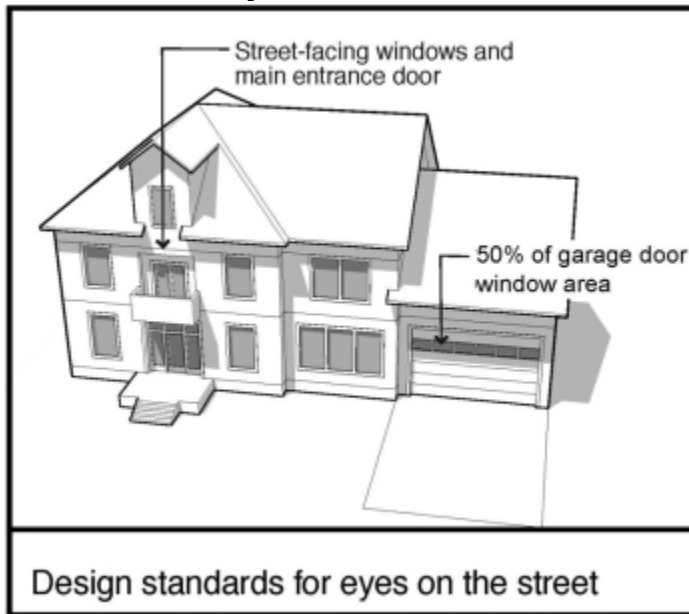 Street-facing windows and
main entrance door
50% of garage door
window area
Design standards for eyes on the street